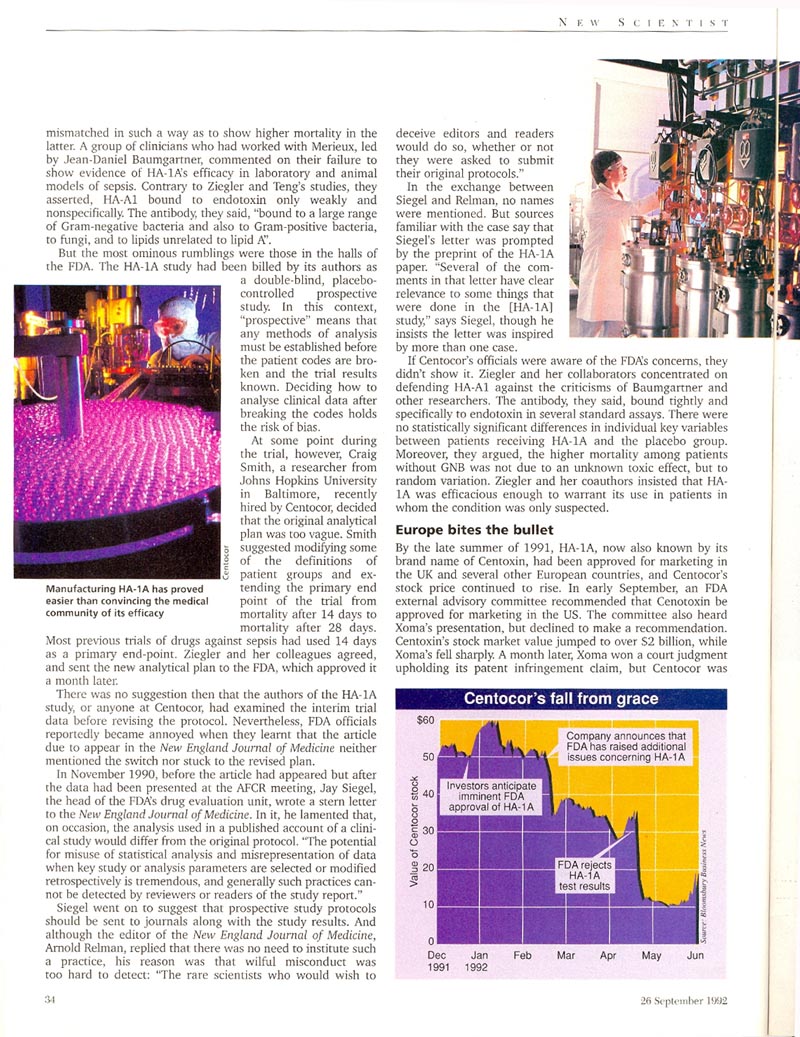 NEW SCIENTIST
mismatched in such a way as to show higher mortality in the
latter. A group of clinicians who had worked with Merieux, led
by Jean-Daniel Baumgartner, commented on their failure to
show evidence of HA-1A's efficacy in laboratory and animal
models of sepsis. Contrary to Ziegler and Teng's studies, they
asserted, HA-A1 bound to endotoxin only weakly and
nonspecifically. The antibody, they said, “bound to a large range
of Gram-negative bacteria and also to Gram-positive bacteria,
to fungi, and to lipids unrelated to lipid A”.
But the most ominous rumblings were those in the halls of
the FDA. The HA-1A study had been billed by its authors as
a double-blind, placebo-
controlled prospective
study. In this context,
“prospective” means that
any methods of analysis
must be established before
the patient codes are bro-
ken and the trial results
known. Deciding how to
analyse clinical data after
breaking the codes holds
the risk of bias.
At some point during
the trial, however, Craig
Smith, a researcher from
Johns Hopkins University
in Baltimore, recently
hired by Centocor, decided
that the original analytical
plan was too vague. Smith
suggested modifying some
of the definitions of
patient groups and ex-
tending the primary end
point of the trial from
mortality after 14 days to
mortality after 28 days.
Centocor
Manufacturing HA-1A has proved
easier than convincing the medical
community of its efficacy
Most previous trials of drugs against sepsis had used 14 days
as a primary end-point. Ziegler and her colleagues agreed,
and sent the new analytical plan to the FDA, which approved it
a month later.
There was no suggestion then that the authors of the HA-1A
study, or anyone at Centocor, had examined the interim trial
data before revising the protocol. Nevertheless, FDA officials
reportedly became annoyed when they learnt that the article
due to appear in the New England Journal of Medicine neither
mentioned the switch nor stuck to the revised plan.
In November 1990, before the article had appeared but after
the data had been presented at the AFCR meeting, Jay Siegel,
the head of the FDA's drug evaluation unit, wrote a stern letter
to the New England Journal of Medicine. In it, he lamented that,
on occasion, the analysis used in a published account of a clini-
cal study would differ from the original protocol. “The potential
for misuse of statistical analysis and misrepresentation of data
when key study or analysis parameters are selected or modified
retrospectively is tremendous, and generally such practices can-
not be detected by reviewers or readers of the study report.”
Siegel went on to suggest that prospective study protocols
should be sent to journals along with the study results. And
although the editor of the New England Journal of Medicine,
Arnold Relman, replied that there was no need to institute such
a practice, his reason was that wilful misconduct was
too hard to detect: “The rare scientists who would wish to
deceive editors and readers
would do so, whether or not
they were asked to submit
their original protocols.”
In the exchange between
Siegel and Relman, no names
were mentioned. But sources
familiar with the case say that
Siegel's letter was prompted
by the preprint of the HA-1A
paper. “Several of the com-
ments in that letter have clear
relevance to some things that
were done in the [HA-1A]
study,” says Siegel, though he
insists the letter was inspired
by more than one case.
If Centocor's officials were aware of the FDA's concerns, they
didn't show it. Ziegler and her collaborators concentrated on
defending HA-A1 against the criticisms of Baumgartner and
other researchers. The antibody, they said, bound tightly and
specifically to endotoxin in several standard assays. There were
no statistically significant differences in individual key variables
between patients receiving HA-1A and the placebo group.
Moreover, they argued, the higher mortality among patients
without GNB was not due to an unknown toxic effect, but to
random variation. Ziegler and her coauthors insisted that HA-
1A was efficacious enough to warrant its use in patients in
whom the condition was only suspected.
Europe bites the bullet
By the late summer of 1991, HA-1A, now also known by its
brand name of Centoxin, had been approved for marketing in
the UK and several other European countries, and Centocor's
stock price continued to rise. In early September, an FDA
external advisory committee recommended that Cenotoxin be
approved for marketing in the US. The committee also heard
Xoma's presentation, but declined to make a recommendation.
Centoxin's stock market value jumped to over $2 billion, while
Xoma's fell sharply. A month later, Xoma won a court judgment
upholding its patent infringement claim, but Centocor was
Centocor's fall from grace
$60
50
40
30
20
10
0
Value of Centocor stock
Company announces that
FDA has raised additional
issues concerning HA-1A
Investors anticipate
imminent FDA
approval of HA-1A
FDA rejects
HA-1A
test results
Source: Bloomsbury Business News
Dec Jan Feb Mar Apr May Jun
1991 1992
34
26 September 1992